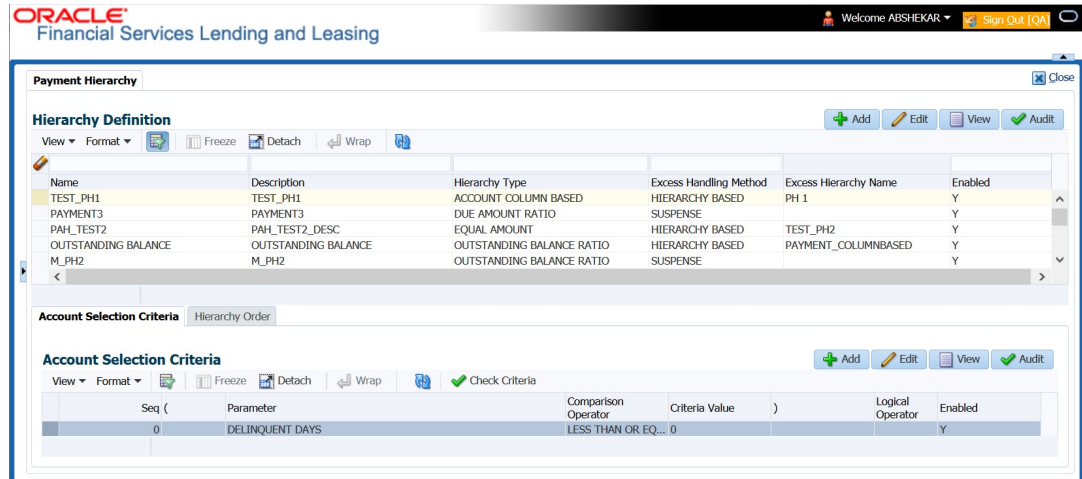 ORACLE®
Financial Services Lending and Leasing
Welcome ABSHEKAR
Sign Out [QA]
Payment Hierarchy
Close
Hierarchy Definition
Add Edit View Audit
View Format Freeze Detach Wrap
Name Description Hierarchy Type Excess Handling Method Excess Hierarchy Name Enabled
TEST_PH1 TEST_PH1 ACCOUNT COLUMN BASED HIERARCHY BASED PH 1 Y
PAYMENT3 PAYMENT3 DUE AMOUNT RATIO SUSPENSE Y
PAH_TEST2 PAH_TEST2_DESC EQUAL AMOUNT HIERARCHY BASED TEST_PH2 Y
OUTSTANDING BALANCE OUTSTANDING BALANCE OUTSTANDING BALANCE RATIO HIERARCHY BASED PAYMENT_COLUMNBASED Y
M_PH2 M_PH2 OUTSTANDING BALANCE RATIO SUSPENSE Y
Account Selection Criteria Hierarchy Order
Account Selection Criteria
Add Edit View Audit
View Format Freeze Detach Wrap Check Criteria
Seq ( Parameter Comparison Operator Criteria Value ) Logical Operator Enabled
0 DELINQUENT DAYS LESS THAN OR EQ... 0 Y